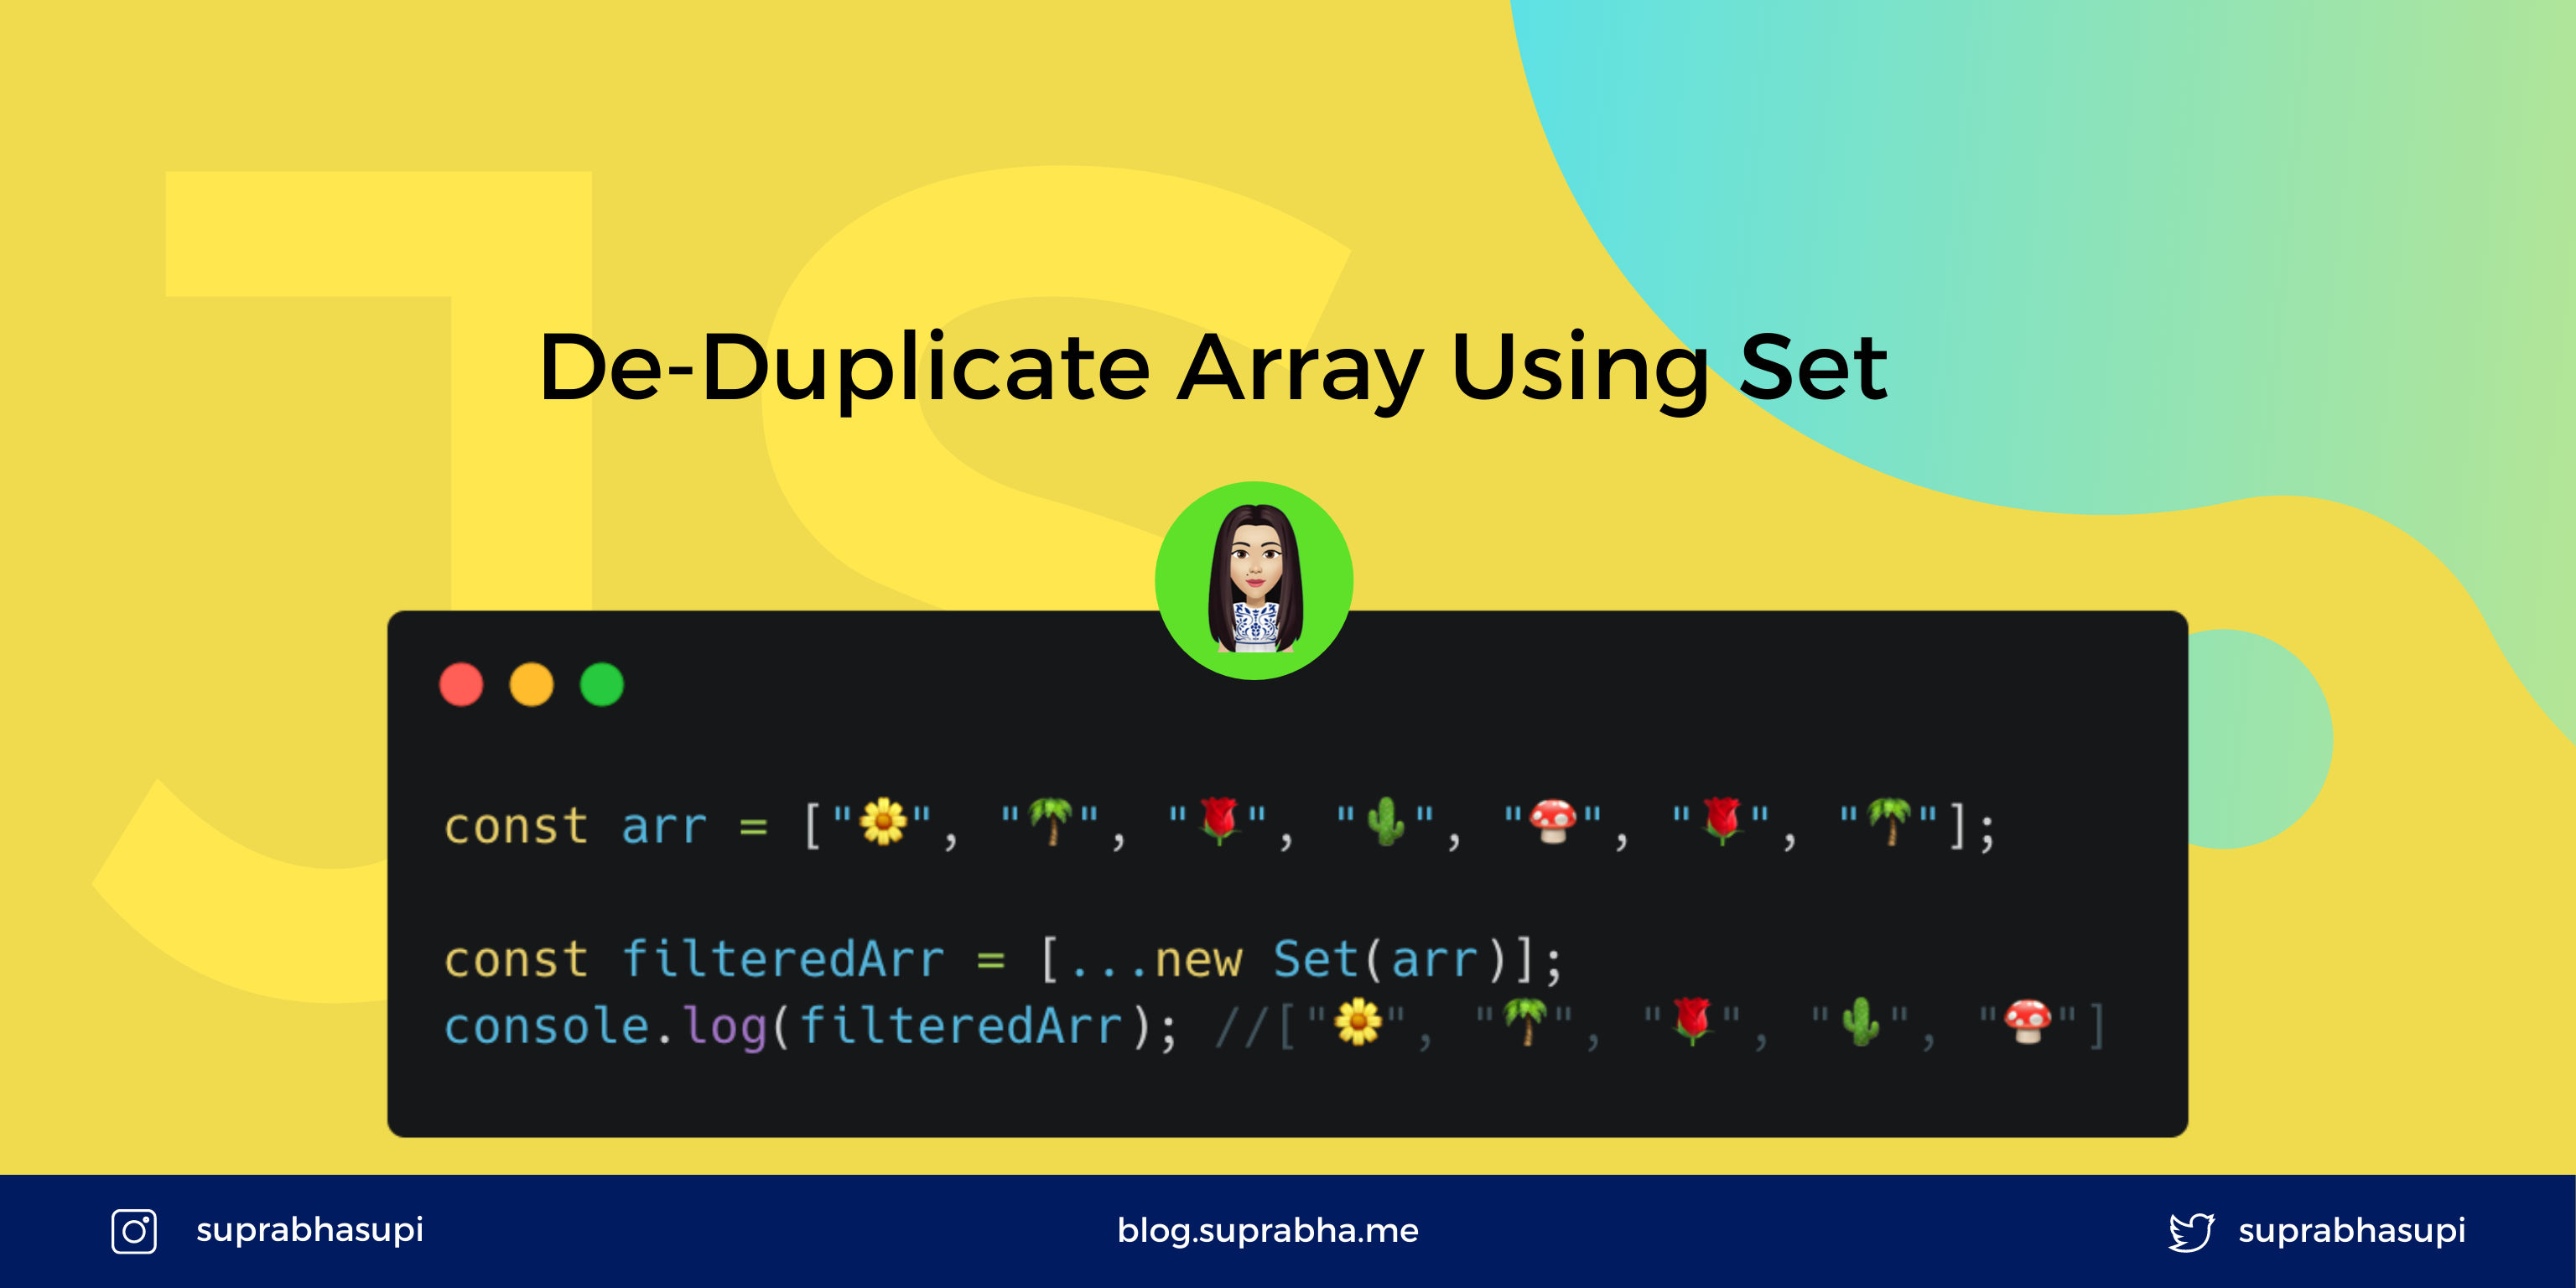 JS
De-Duplicate Array Using Set
const arr = ["🌼", "🌴", "🌹", "🌵", "🍄", "🌹", "🌴"];
const filteredArr = [...new Set(arr)];
console.log(filteredArr); //["🌼", "🌴", "🌹", "🌵", "🍄"]
suprabhasupi
blog.suprabha.me
suprabhasupi